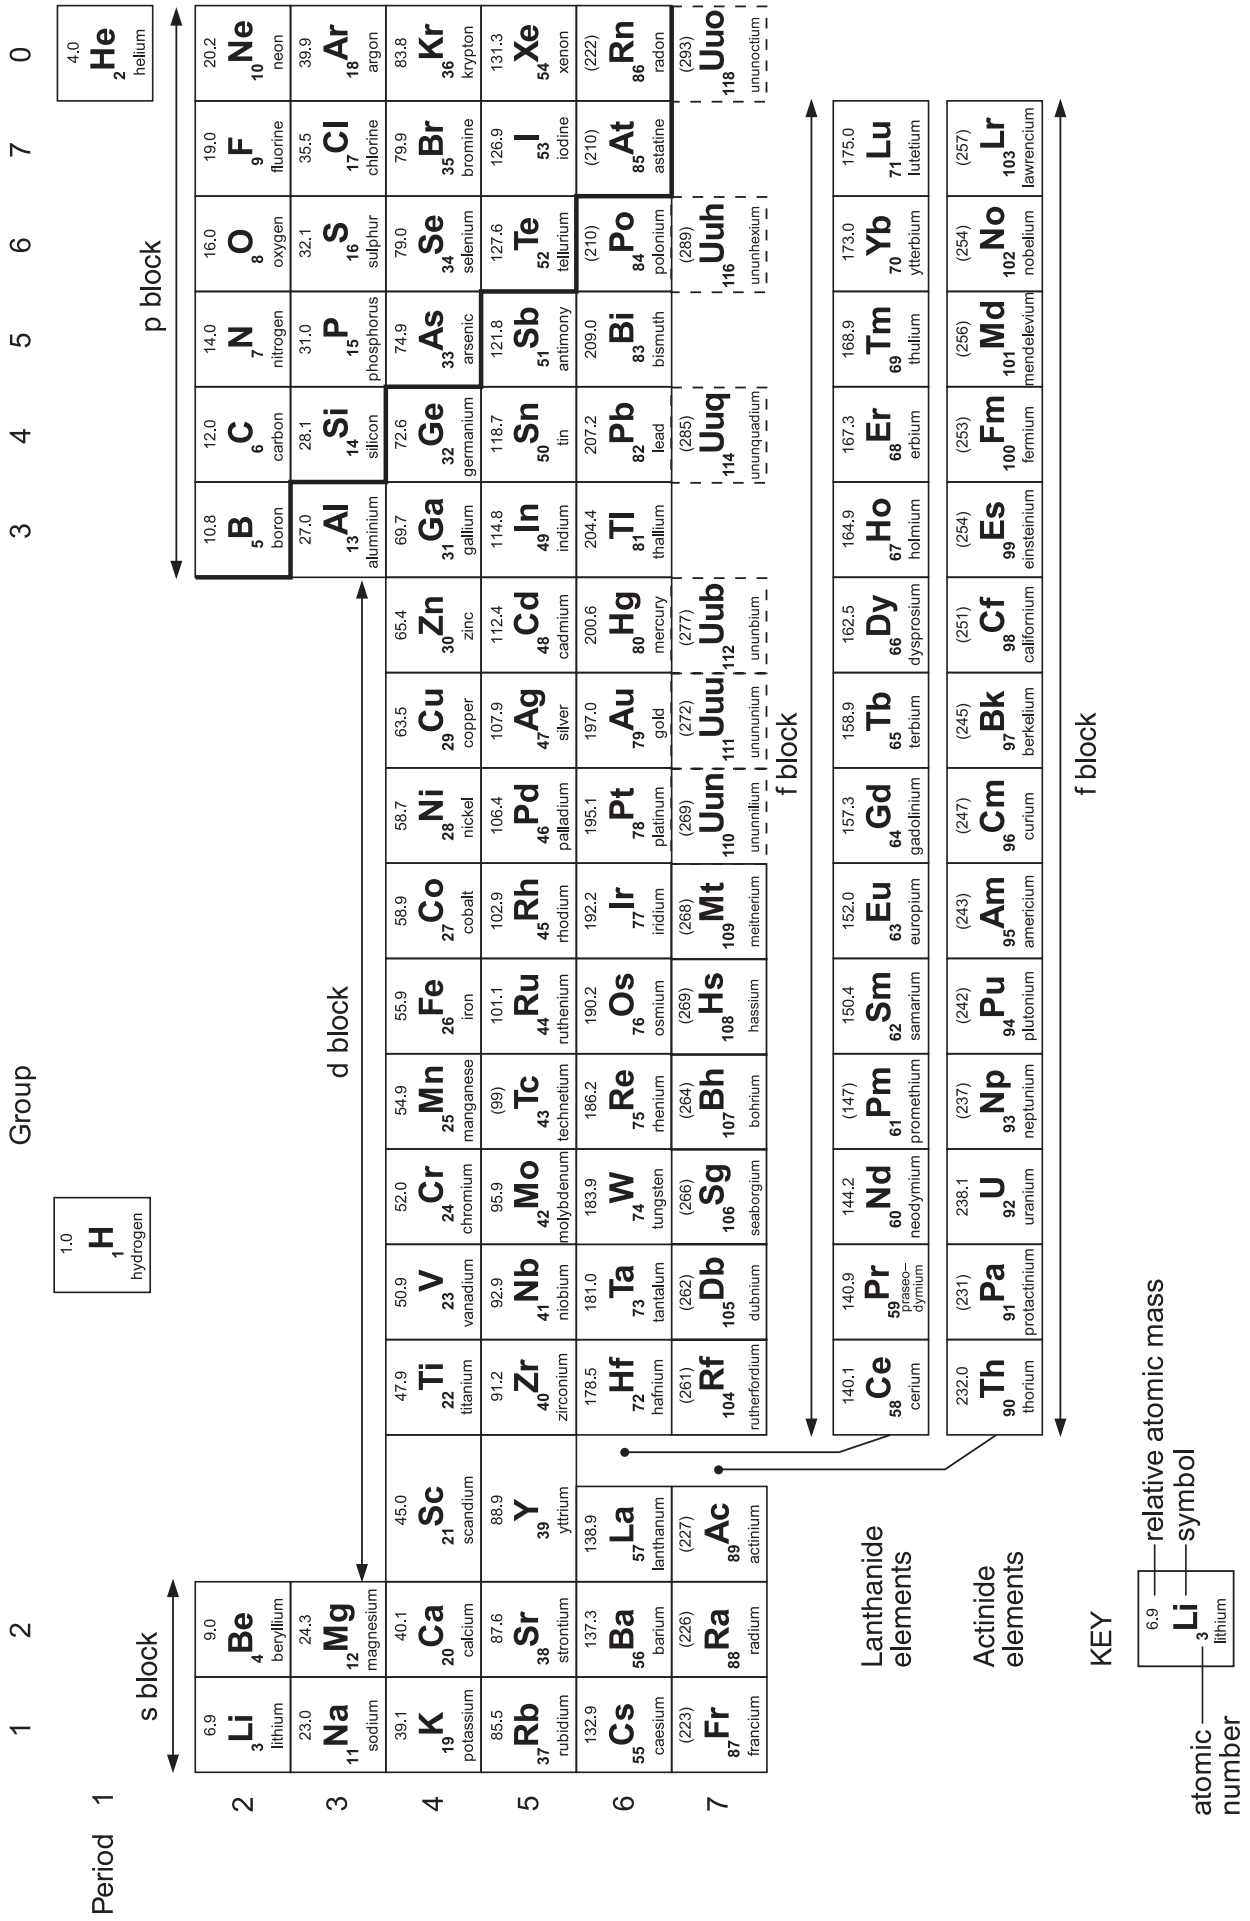 Group
1 2 3 4 5 6 7 0
Period 1
1.0 H 1 hydrogen
4.0 He 2 helium
s block
d block
p block
2
6.9 Li 3 lithium
9.0 Be 4 beryllium
10.8 B 5 boron
12.0 C 6 carbon
14.0 N 7 nitrogen
16.0 O 8 oxygen
19.0 F 9 fluorine
20.2 Ne 10 neon
3
23.0 Na 11 sodium
24.3 Mg 12 magnesium
27.0 Al 13 aluminium
28.1 Si 14 silicon
31.0 P 15 phosphorus
32.1 S 16 sulphur
35.5 Cl 17 chlorine
39.9 Ar 18 argon
4
39.1 K 19 potassium
40.1 Ca 20 calcium
45.0 Sc 21 scandium
47.9 Ti 22 titanium
50.9 V 23 vanadium
52.0 Cr 24 chromium
54.9 Mn 25 manganese
55.9 Fe 26 iron
58.9 Co 27 cobalt
58.7 Ni 28 nickel
63.5 Cu 29 copper
65.4 Zn 30 zinc
69.7 Ga 31 gallium
72.6 Ge 32 germanium
74.9 As 33 arsenic
79.0 Se 34 selenium
79.9 Br 35 bromine
83.8 Kr 36 krypton
5
85.5 Rb 37 rubidium
87.6 Sr 38 strontium
88.9 Y 39 yttrium
91.2 Zr 40 zirconium
92.9 Nb 41 niobium
95.9 Mo 42 molybdenum
(99) Tc 43 technetium
101.1 Ru 44 ruthenium
102.9 Rh 45 rhodium
106.4 Pd 46 palladium
107.9 Ag 47 silver
112.4 Cd 48 cadmium
114.8 In 49 indium
118.7 Sn 50 tin
121.8 Sb 51 antimony
127.6 Te 52 tellurium
126.9 I 53 iodine
131.3 Xe 54 xenon
6
132.9 Cs 55 caesium
137.3 Ba 56 barium
138.9 La 57 lanthanum
178.5 Hf 72 hafnium
181.0 Ta 73 tantalum
183.9 W 74 tungsten
186.2 Re 75 rhenium
190.2 Os 76 osmium
192.2 Ir 77 iridium
195.1 Pt 78 platinum
197.0 Au 79 gold
200.6 Hg 80 mercury
204.4 Tl 81 thallium
207.2 Pb 82 lead
209.0 Bi 83 bismuth
(210) Po 84 polonium
(210) At 85 astatine
(222) Rn 86 radon
7
(223) Fr 87 francium
(226) Ra 88 radium
(227) Ac 89 actinium
(261) Rf 104 rutherfordium
(262) Db 105 dubnium
(266) Sg 106 seaborgium
(264) Bh 107 bohrium
(269) Hs 108 hassium
(268) Mt 109 meitnerium
(269) Uun 110 ununnilium
(272) Uuu 111 unununium
(277) Uub 112 ununbium
(285) Uuq 114 ununquadium
(289) Uuh 116 ununhexium
(293) Uuo 118 ununoctium
f block
Lanthanide
elements
140.1 Ce 58 cerium
140.9 Pr 59 praseo–
dymium
144.2 Nd 60 neodymium
(147) Pm 61 promethium
150.4 Sm 62 samarium
152.0 Eu 63 europium
157.3 Gd 64 gadolinium
158.9 Tb 65 terbium
162.5 Dy 66 dysprosium
164.9 Ho 67 holmium
167.3 Er 68 erbium
168.9 Tm 69 thulium
173.0 Yb 70 ytterbium
175.0 Lu 71 lutetium
Actinide
elements
232.0 Th 90 thorium
(231) Pa 91 protactinium
238.1 U 92 uranium
(237) Np 93 neptunium
(242) Pu 94 plutonium
(243) Am 95 americium
(247) Cm 96 curium
(245) Bk 97 berkelium
(251) Cf 98 californium
(254) Es 99 einsteinium
(253) Fm 100 fermium
(256) Md 101 mendelevium
(254) No 102 nobelium
(257) Lr 103 lawrencium
f block
KEY
6.9 Li 3 lithium
relative atomic mass
symbol
atomic
number